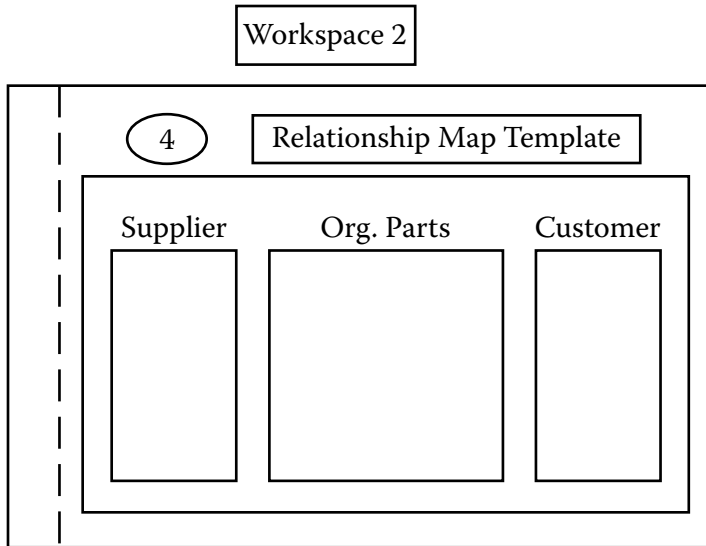 Workspace 2
4
Relationship Map Template
Supplier
Org. Parts
Customer